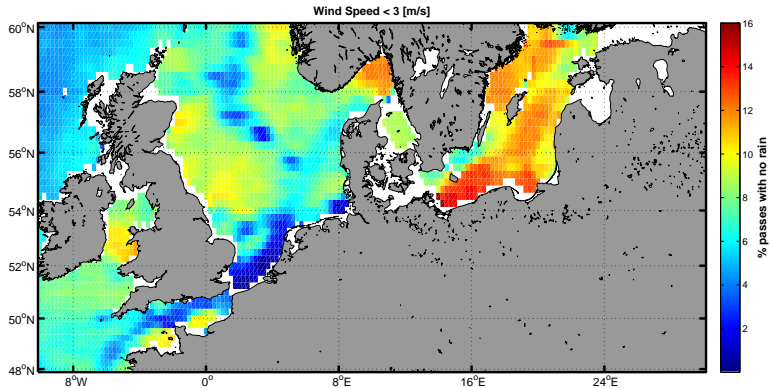 Wind Speed < 3 [m/s]
60°N
58°N
56°N
54°N
52°N
50°N
48°N
8°W
0°
8°E
16°E
24°E
16
14
12
10
8
6
4
2
% passes with no rain